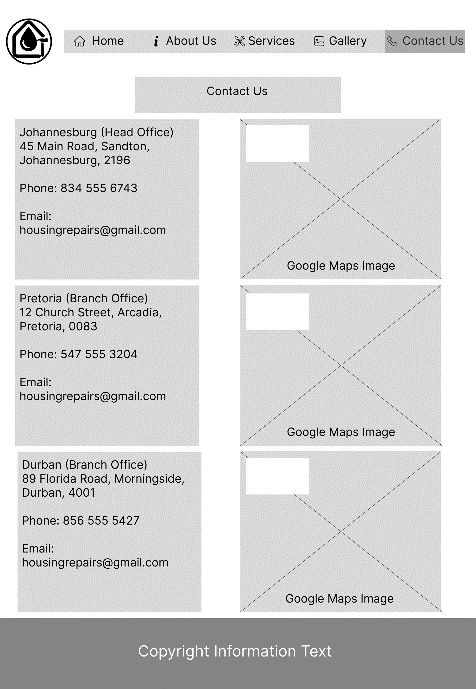 Home
About Us
Services
Gallery
Contact Us
Contact Us
Johannesburg (Head Office)
45 Main Road, Sandton,
Johannesburg, 2196
Phone: 834 555 6743
Email:
housingrepairs@gmail.com
Google Maps Image
Pretoria (Branch Office)
12 Church Street, Arcadia,
Pretoria, 0083
Phone: 547 555 3204
Email:
housingrepairs@gmail.com
Google Maps Image
Durban (Branch Office)
89 Florida Road, Morningside,
Durban, 4001
Phone: 856 555 5427
Email:
housingrepairs@gmail.com
Google Maps Image
Copyright Information Text